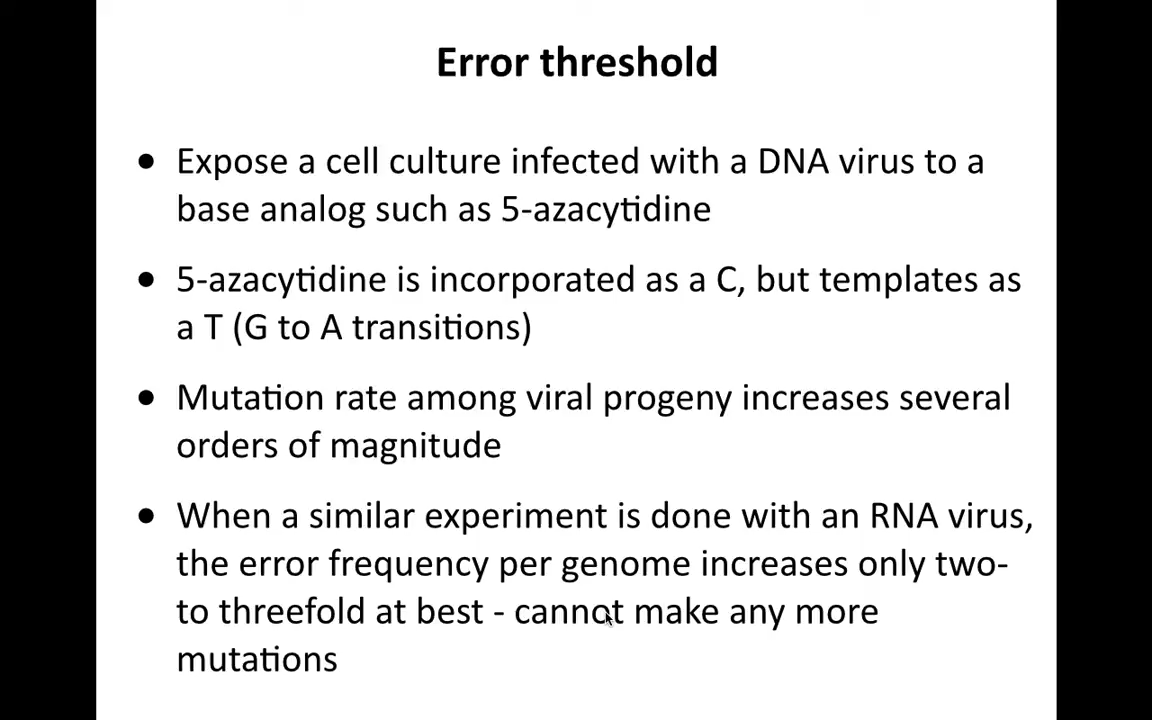 Error threshold
• Expose a cell culture infected with a DNA virus to a
base analog such as 5-azacytidine
• 5-azacytidine is incorporated as a C, but templates as
a T (G to A transitions)
• Mutation rate among viral progeny increases several
orders of magnitude
• When a similar experiment is done with an RNA virus,
the error frequency per genome increases only two-
to threefold at best - cannot make any more
mutations